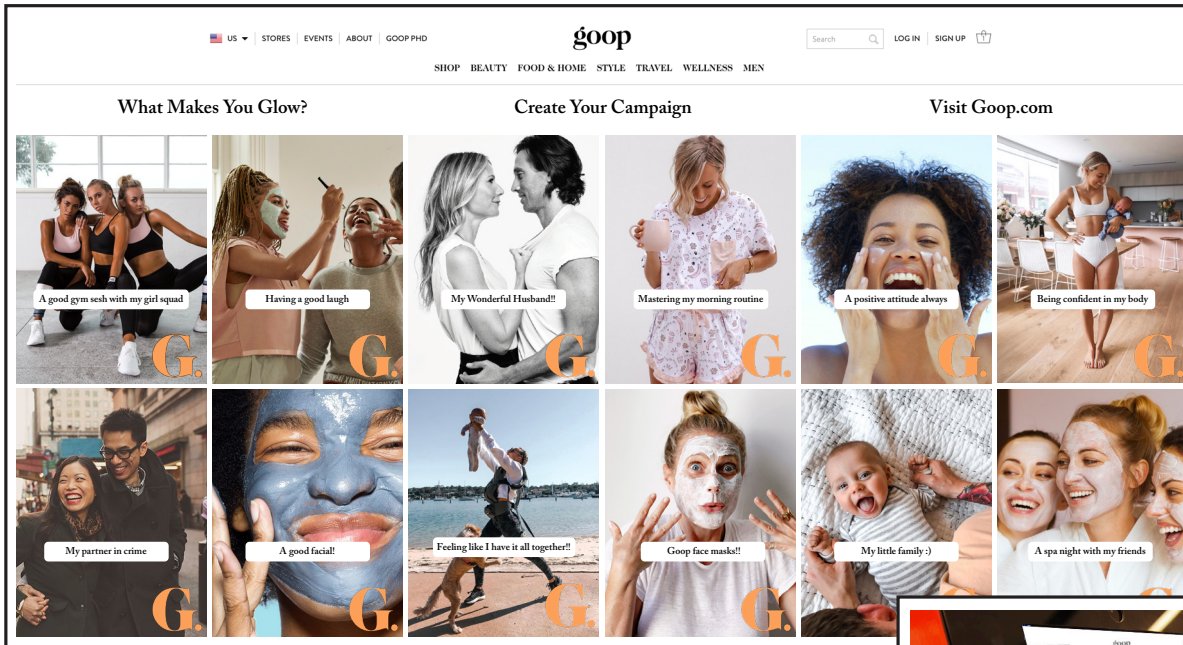 US
STORES
EVENTS
ABOUT
GOOP PHD
goop
Search
LOG IN
SIGN UP
1
SHOP BEAUTY FOOD & HOME STYLE TRAVEL WELLNESS MEN
What Makes You Glow?
Create Your Campaign
Visit Goop.com
A good gym sesh with my girl squad
G.
Having a good laugh
G.
My Wonderful Husband!!
G.
Mastering my morning routine
G.
A positive attitude always
G.
Being confident in my body
G.
My partner in crime
G.
A good facial!
G.
Feeling like I have it all together!!
G.
Goop face masks!!
G.
My little family :)
A spa night with my friends
goop